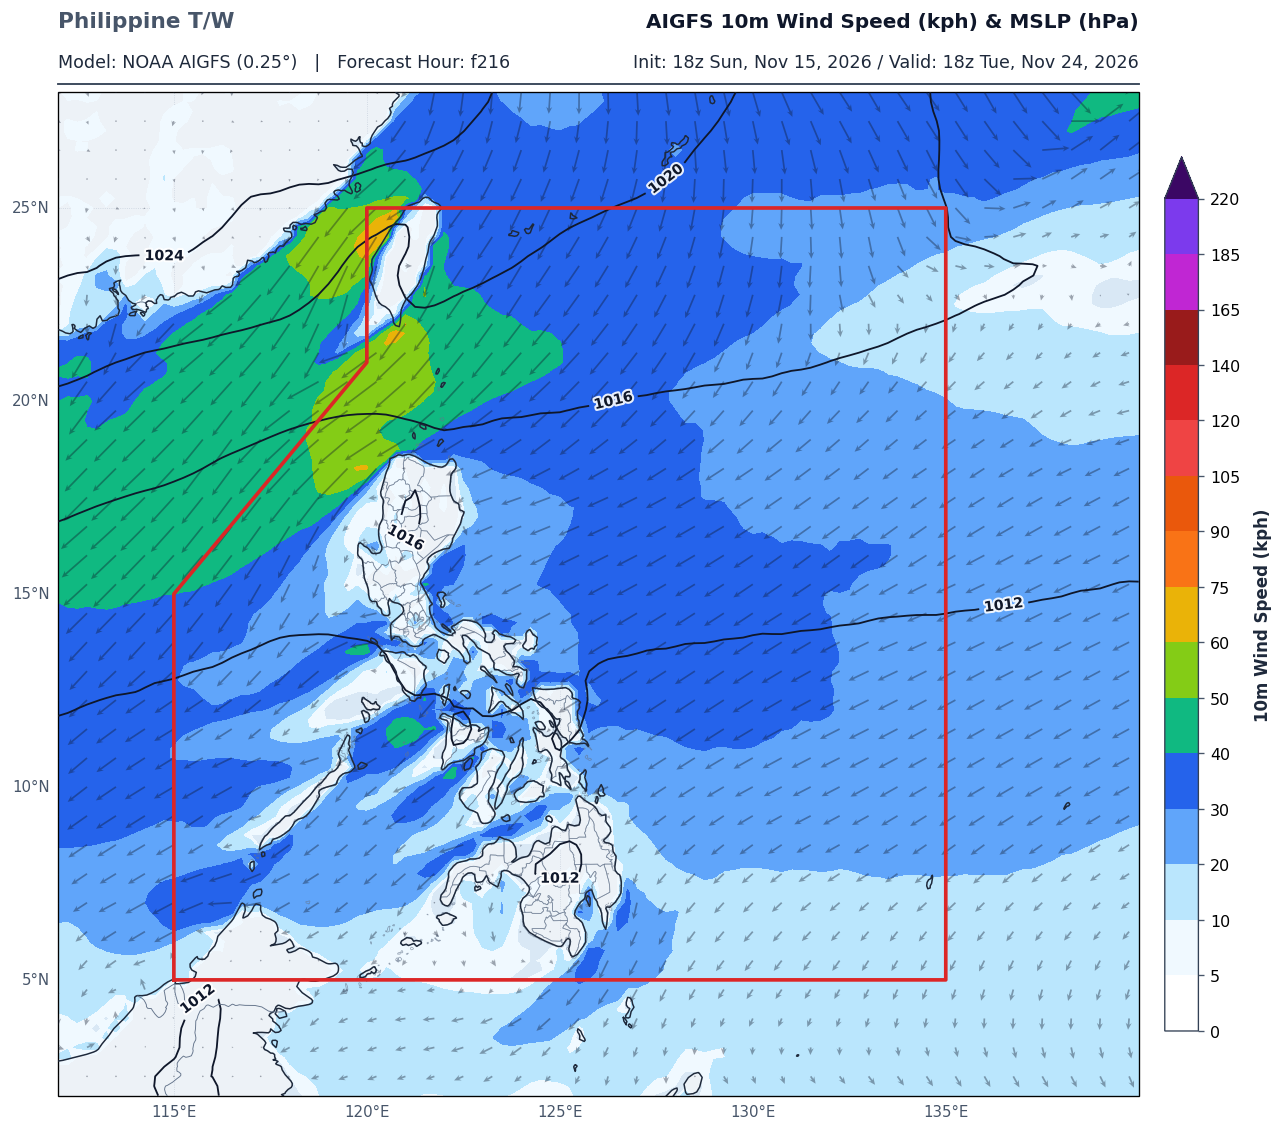 Philippine T/W
AIGFS 10m Wind Speed (kph) & MSLP (hPa)
Model: NOAA AIGFS (0.25°)   |   Forecast Hour: f216
Init: 18z Sun, Nov 15, 2026 / Valid: 18z Tue, Nov 24, 2026
1020
1024
1016
1016
1012
1012
1012
25°N
20°N
15°N
10°N
5°N
115°E
120°E
125°E
130°E
135°E
220
185
165
140
120
105
90
75
60
50
40
30
20
10
5
0
10m Wind Speed (kph)